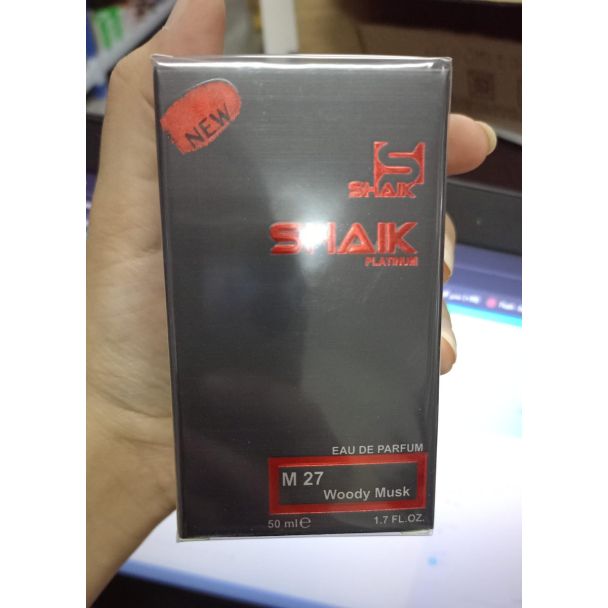 NEW
S
SHAIK
SHAIK
PLATINUM
EAU DE PARFUM
M 27
Woody Musk
50 ml℮ 1.7 FL.OZ.